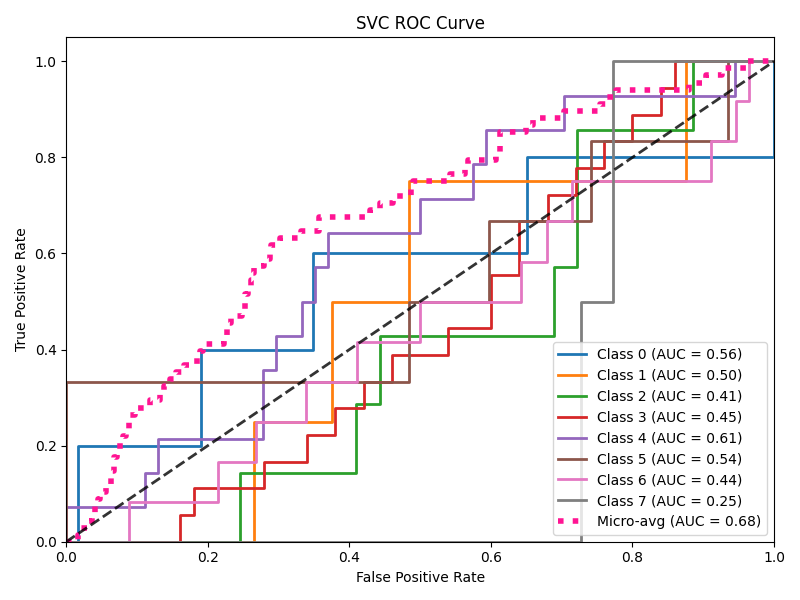 SVC ROC Curve
True Positive Rate
1.0
0.8
0.6
0.4
0.2
0.0
0.0 0.2 0.4 0.6 0.8 1.0
False Positive Rate
Class 0 (AUC = 0.56)
Class 1 (AUC = 0.50)
Class 2 (AUC = 0.41)
Class 3 (AUC = 0.45)
Class 4 (AUC = 0.61)
Class 5 (AUC = 0.54)
Class 6 (AUC = 0.44)
Class 7 (AUC = 0.25)
Micro-avg (AUC = 0.68)